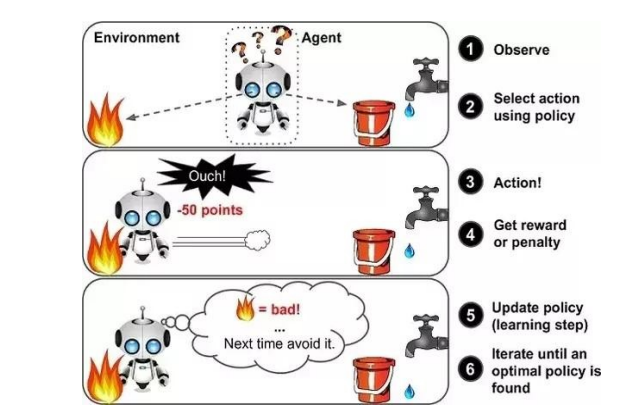 Environment
Agent
? ? ?
1 Observe
2 Select action
using policy
Ouch!
-50 points
3 Action!
4 Get reward
or penalty
= bad!
...
Next time avoid it.
5 Update policy
(learning step)
6 Iterate until an
optimal policy is
found